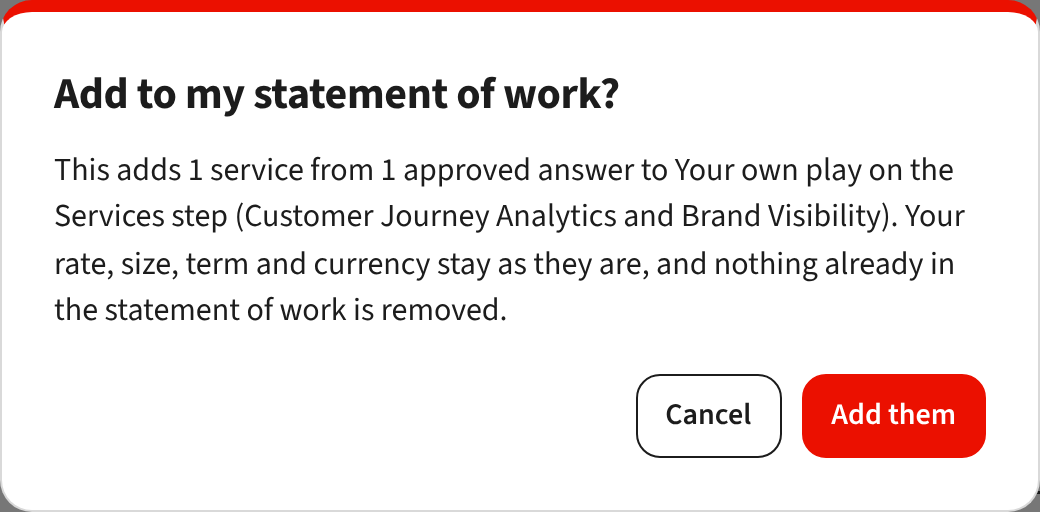 Add to my statement of work?
This adds 1 service from 1 approved answer to Your own play on the
Services step (Customer Journey Analytics and Brand Visibility). Your
rate, size, term and currency stay as they are, and nothing already in
the statement of work is removed.
Cancel
Add them